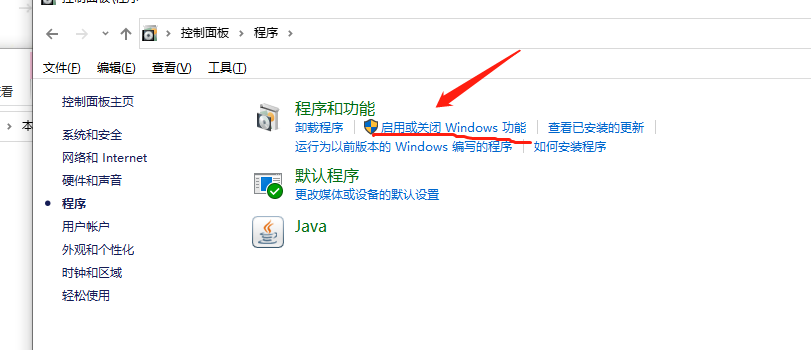 控制面板\程序
控制面板 > 程序 >
文件(F) 编辑(E) 查看(V) 工具(T)
查看
控制面板主页
程序和功能
卸载程序 启用或关闭 Windows 功能 查看已安装的更新
运行为以前版本的 Windows 编写的程序 如何安装程序
系统和安全
网络和 Internet
硬件和声音
程序
用户帐户
外观和个性化
时钟和区域
轻松使用
默认程序
更改媒体或设备的默认设置
Java